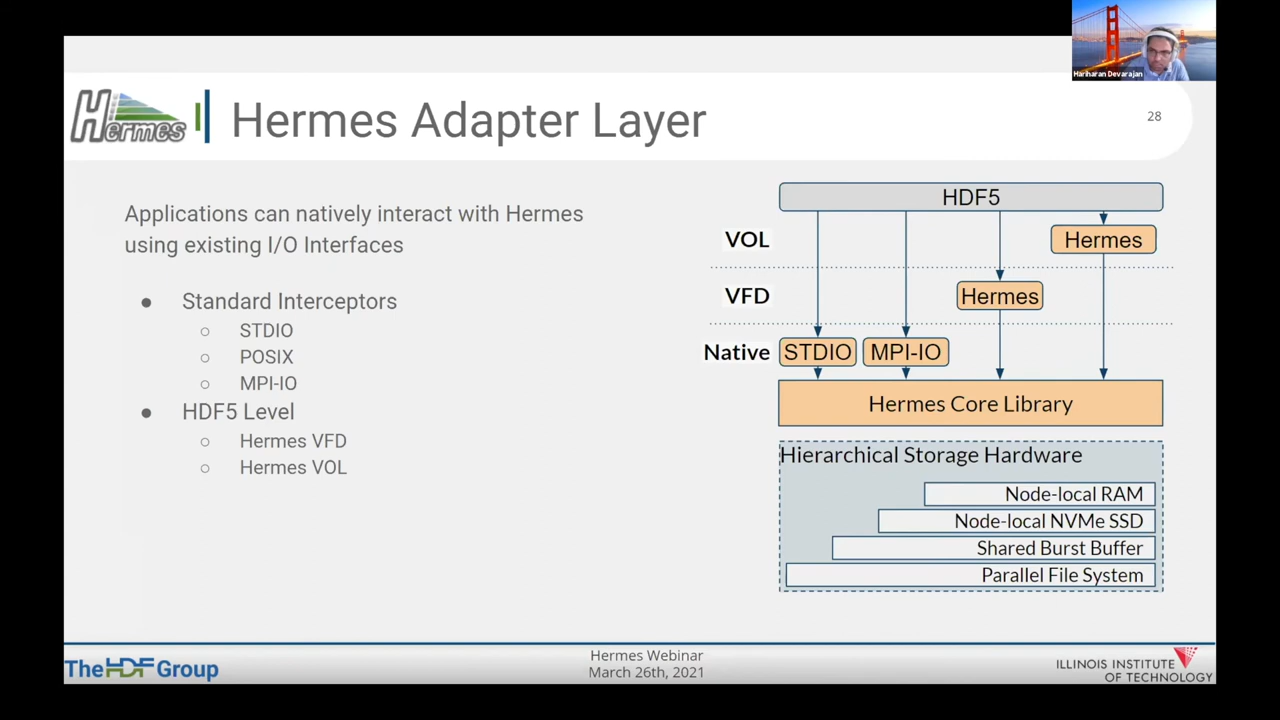 Hariharan Devarajan
Hermes
Hermes Adapter Layer
28
Applications can natively interact with Hermes
using existing I/O Interfaces
● Standard Interceptors
○ STDIO
○ POSIX
○ MPI-IO
● HDF5 Level
○ Hermes VFD
○ Hermes VOL
HDF5
VOL
Hermes
VFD
Hermes
Native STDIO MPI-IO
Hermes Core Library
Hierarchical Storage Hardware
Node-local RAM
Node-local NVMe SSD
Shared Burst Buffer
Parallel File System
The HDF Group
Hermes Webinar
March 26th, 2021
ILLINOIS INSTITUTE
OF TECHNOLOGY